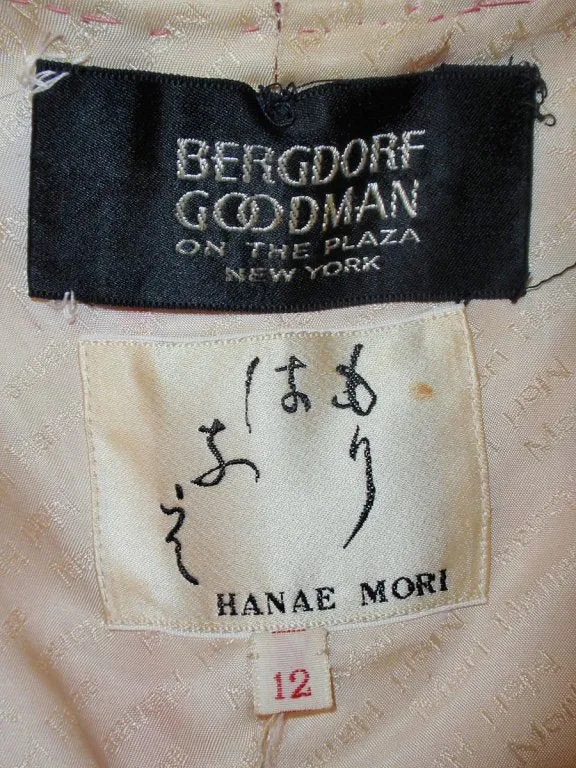 BERGDORF
GOODMAN
ON THE PLAZA
NEW YORK
もり
はなえ
HANAE MORI
12